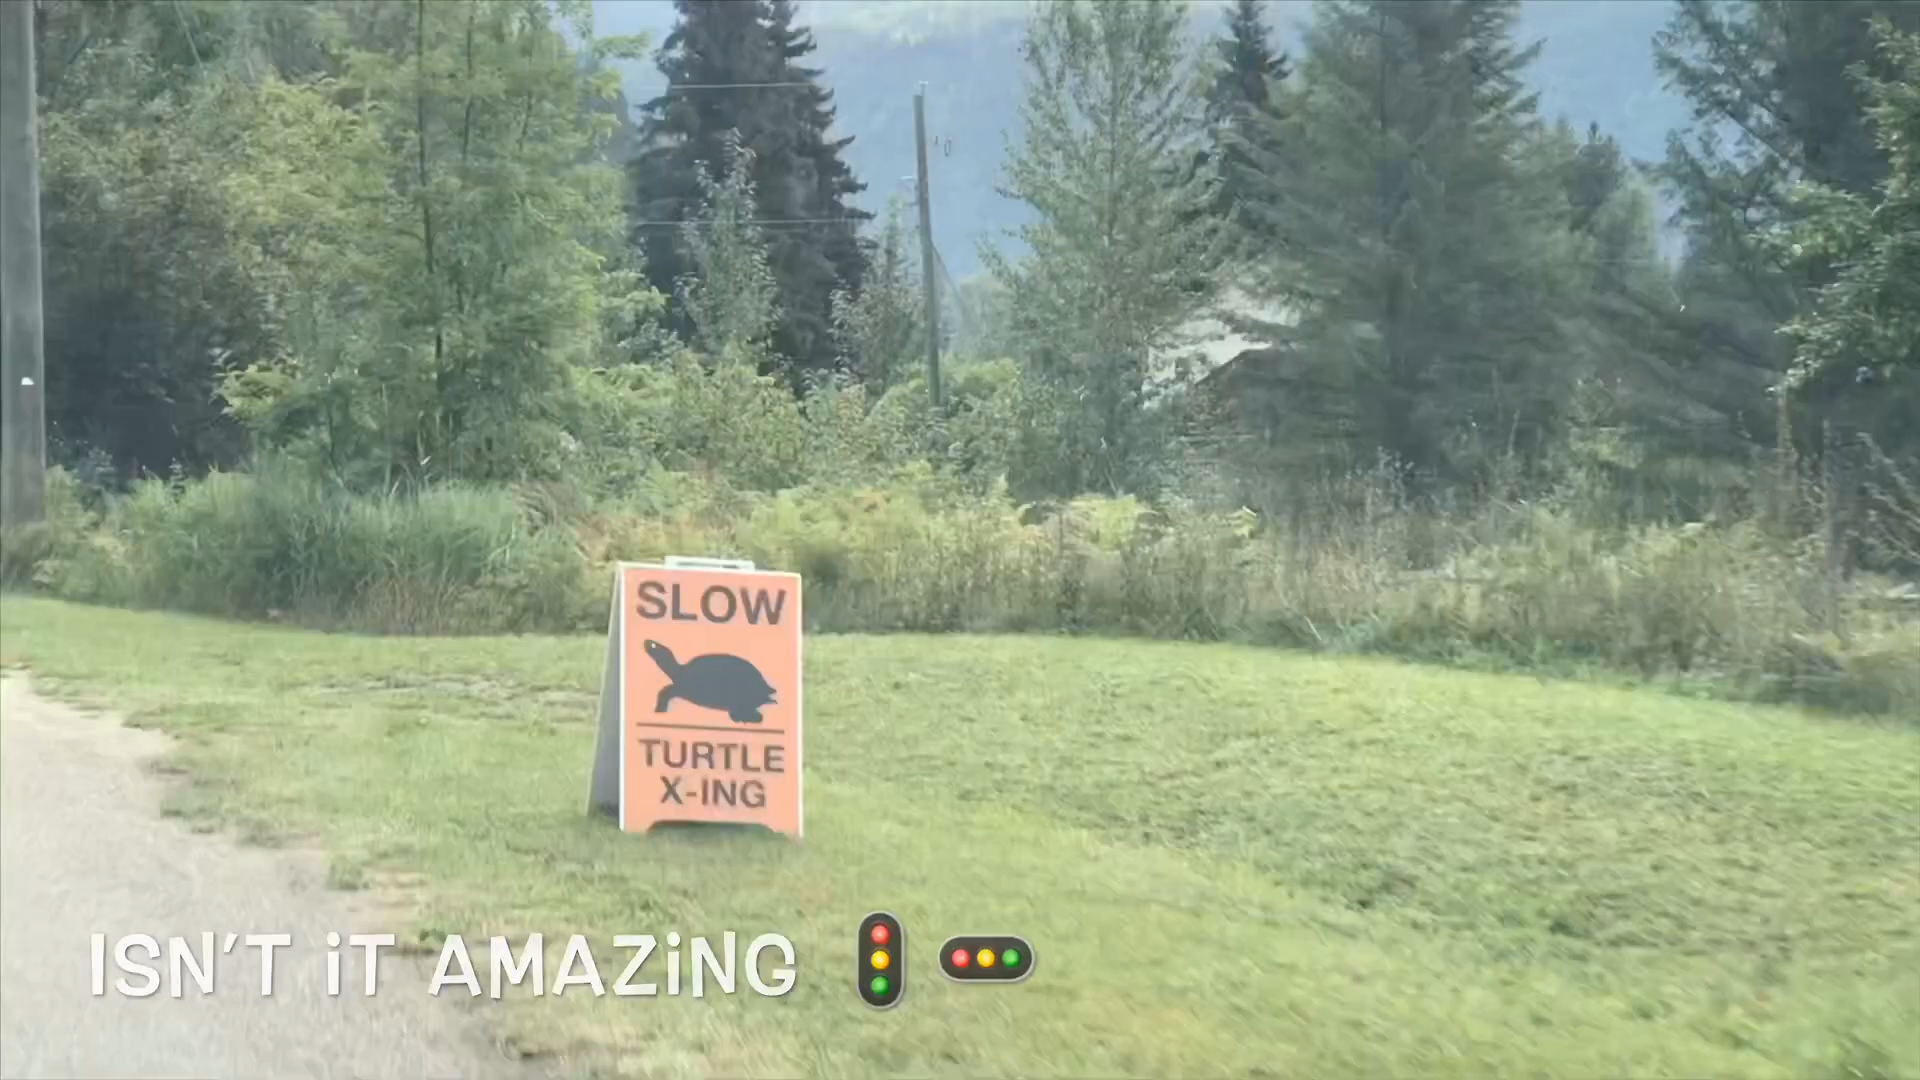 SLOW
TURTLE
X-ING
ISN'T iT AMAZiNG 🚦 🚥